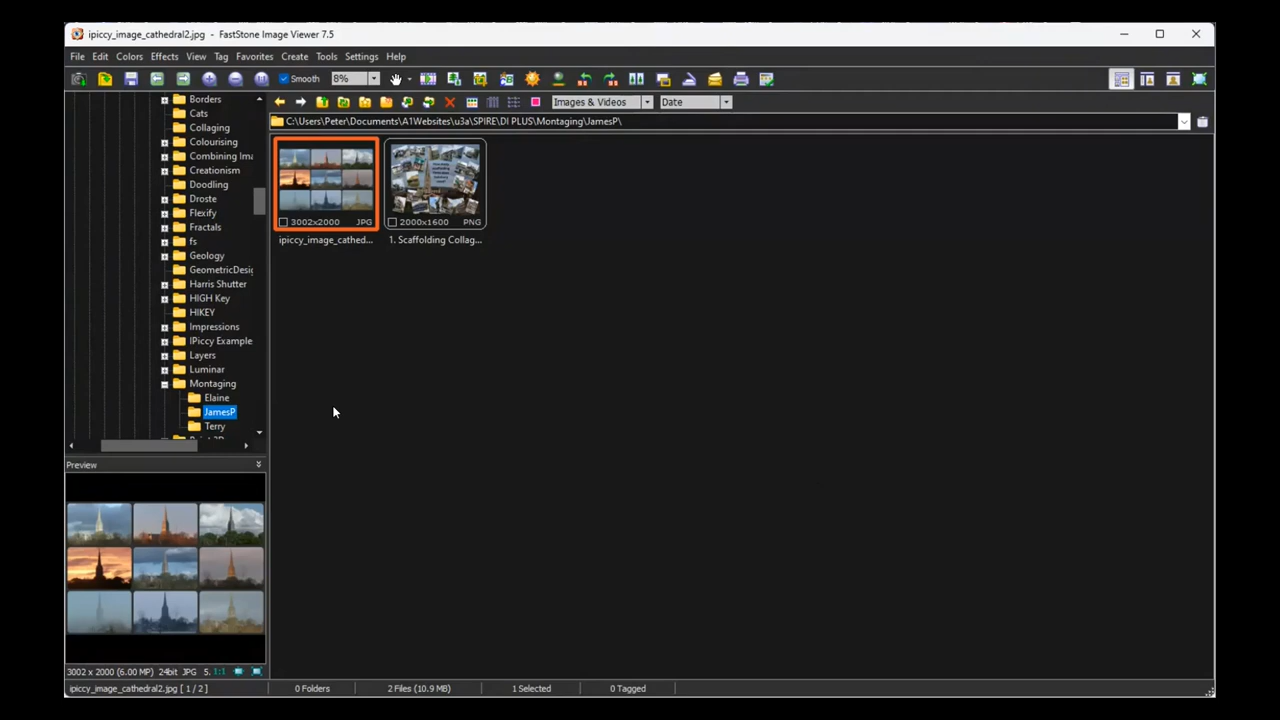 ipiccy_image_cathedral2.jpg - FastStone Image Viewer 7.5
File Edit Colors Effects View Tag Favorites Create Tools Settings Help
Smooth 8%
Images & Videos Date
C:\Users\Peter\Documents\A1Websites\u3a\SPIRE\DI PLUS\Montaging\JamesP\
Borders
Cats
Collaging
Colourising
Combining Ima
Creationism
Doodling
Droste
Flexify
Fractals
fs
Geology
GeometricDesi
Harris Shutter
HIGH Key
HIKEY
Impressions
IPiccy Example
Layers
Luminar
Montaging
Elaine
JamesP
Terry
3002x2000 JPG
ipiccy_image_cathed...
2000x1600 PNG
1. Scaffolding Collag...
Preview
3002 x 2000 (6.00 MP) 24bit JPG 5. 1:1
ipiccy_image_cathedral2.jpg [ 1 / 2 ]
0 Folders
2 Files (10.9 MB)
1 Selected
0 Tagged